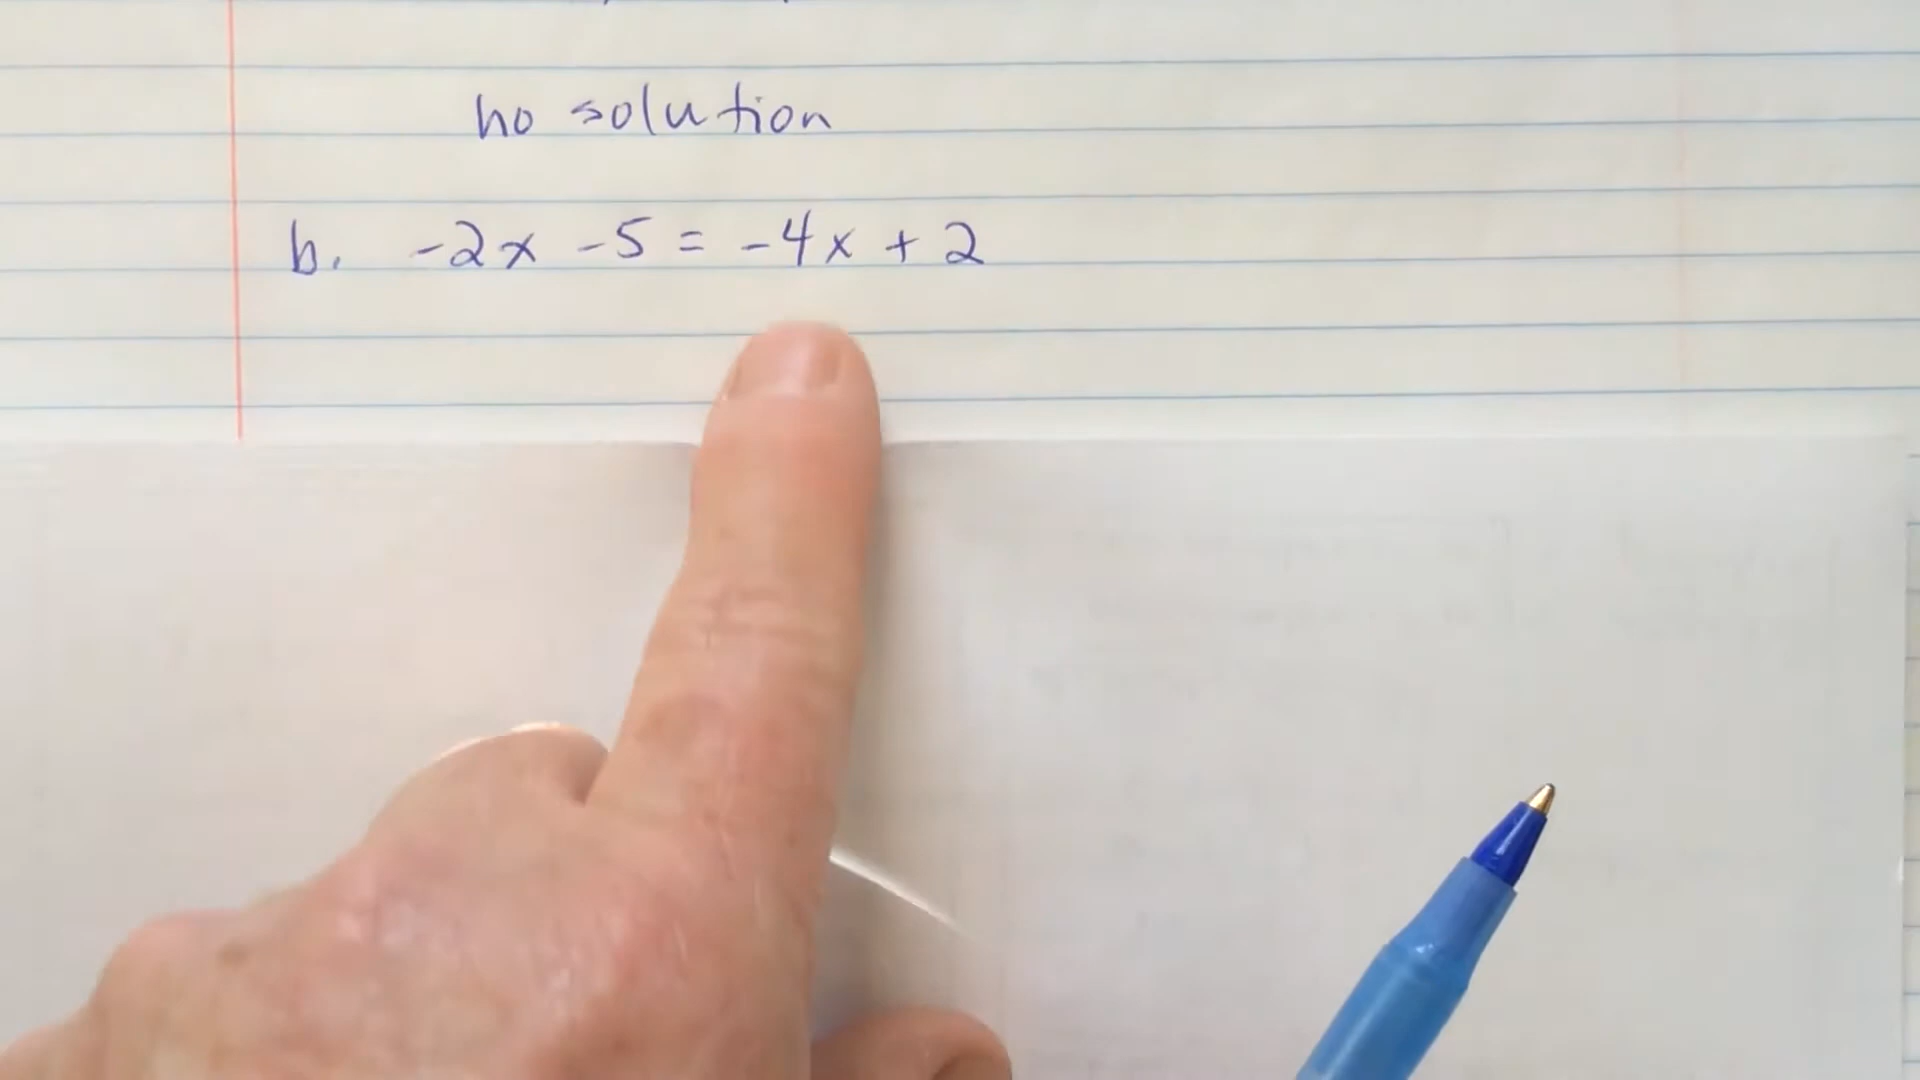 no solution
b. -2x -5 = -4x + 2